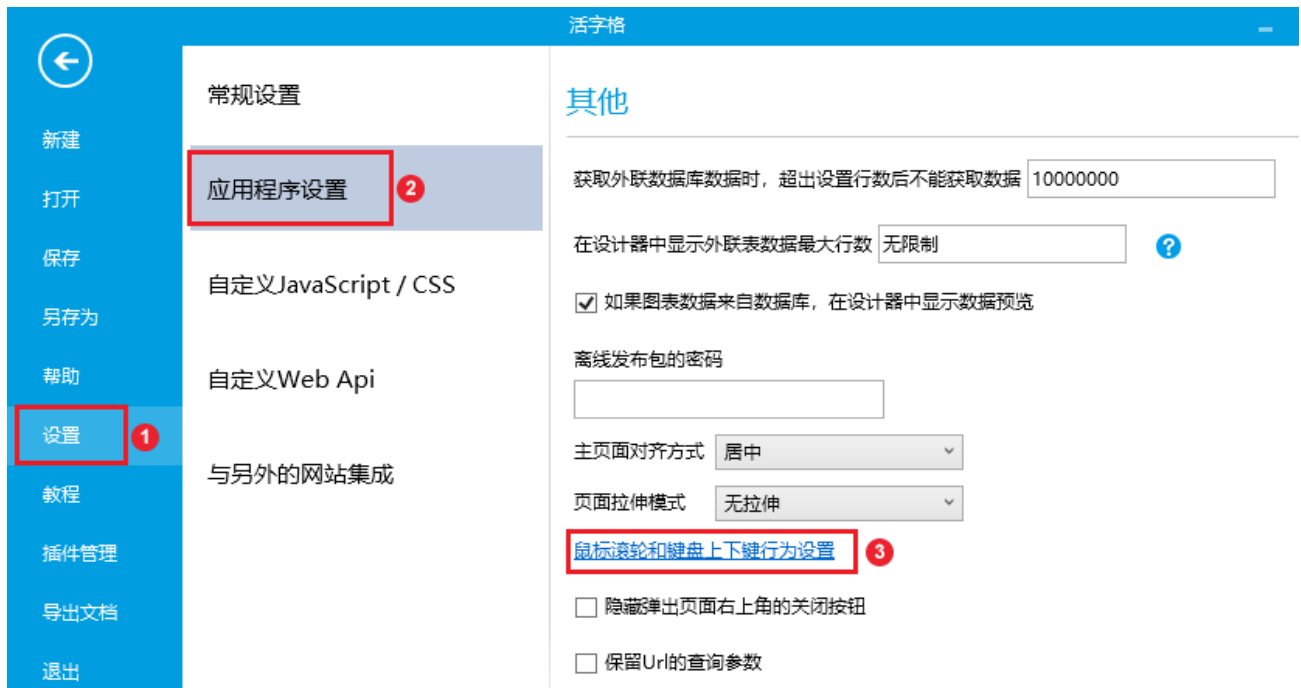 活字格
新建
打开
保存
另存为
帮助
设置 1
教程
插件管理
导出文档
退出
常规设置
应用程序设置 2
自定义JavaScript / CSS
自定义Web Api
与另外的网站集成
其他
获取外联数据库数据时，超出设置行数后不能获取数据 10000000
在设计器中显示外联表数据最大行数 无限制 ?
如果图表数据来自数据库，在设计器中显示数据预览
离线发布包的密码
主页面对齐方式 居中
页面拉伸模式 无拉伸
鼠标滚轮和键盘上下键行为设置 3
隐藏弹出页面右上角的关闭按钮
保留Url的查询参数